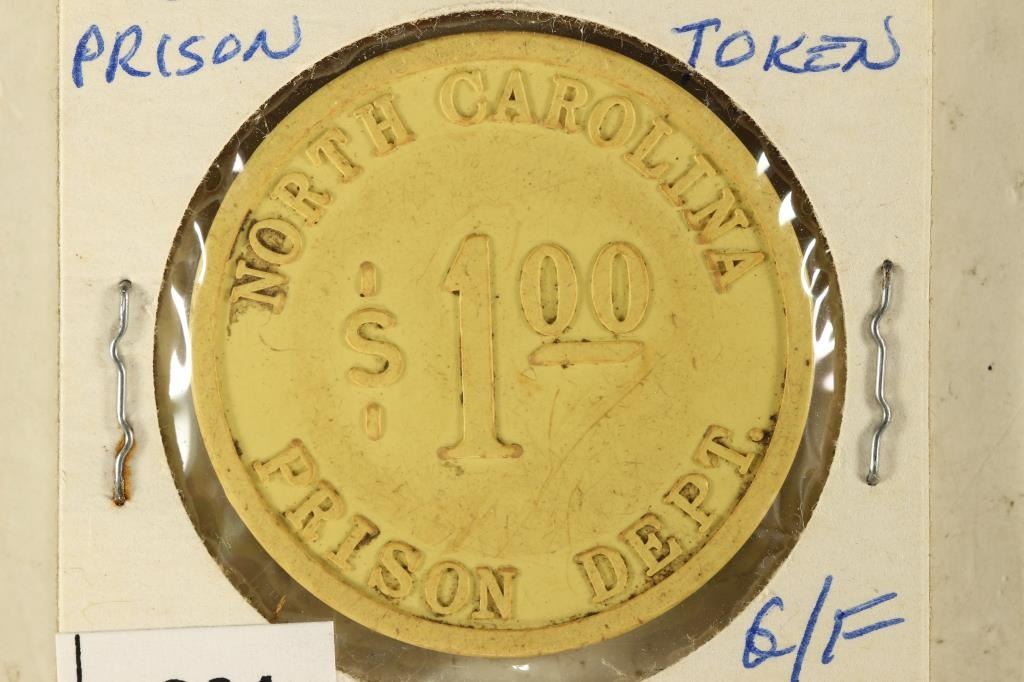 PRISON TOKEN
NORTH CAROLINA
$1.00
PRISON DEPT.
G/F